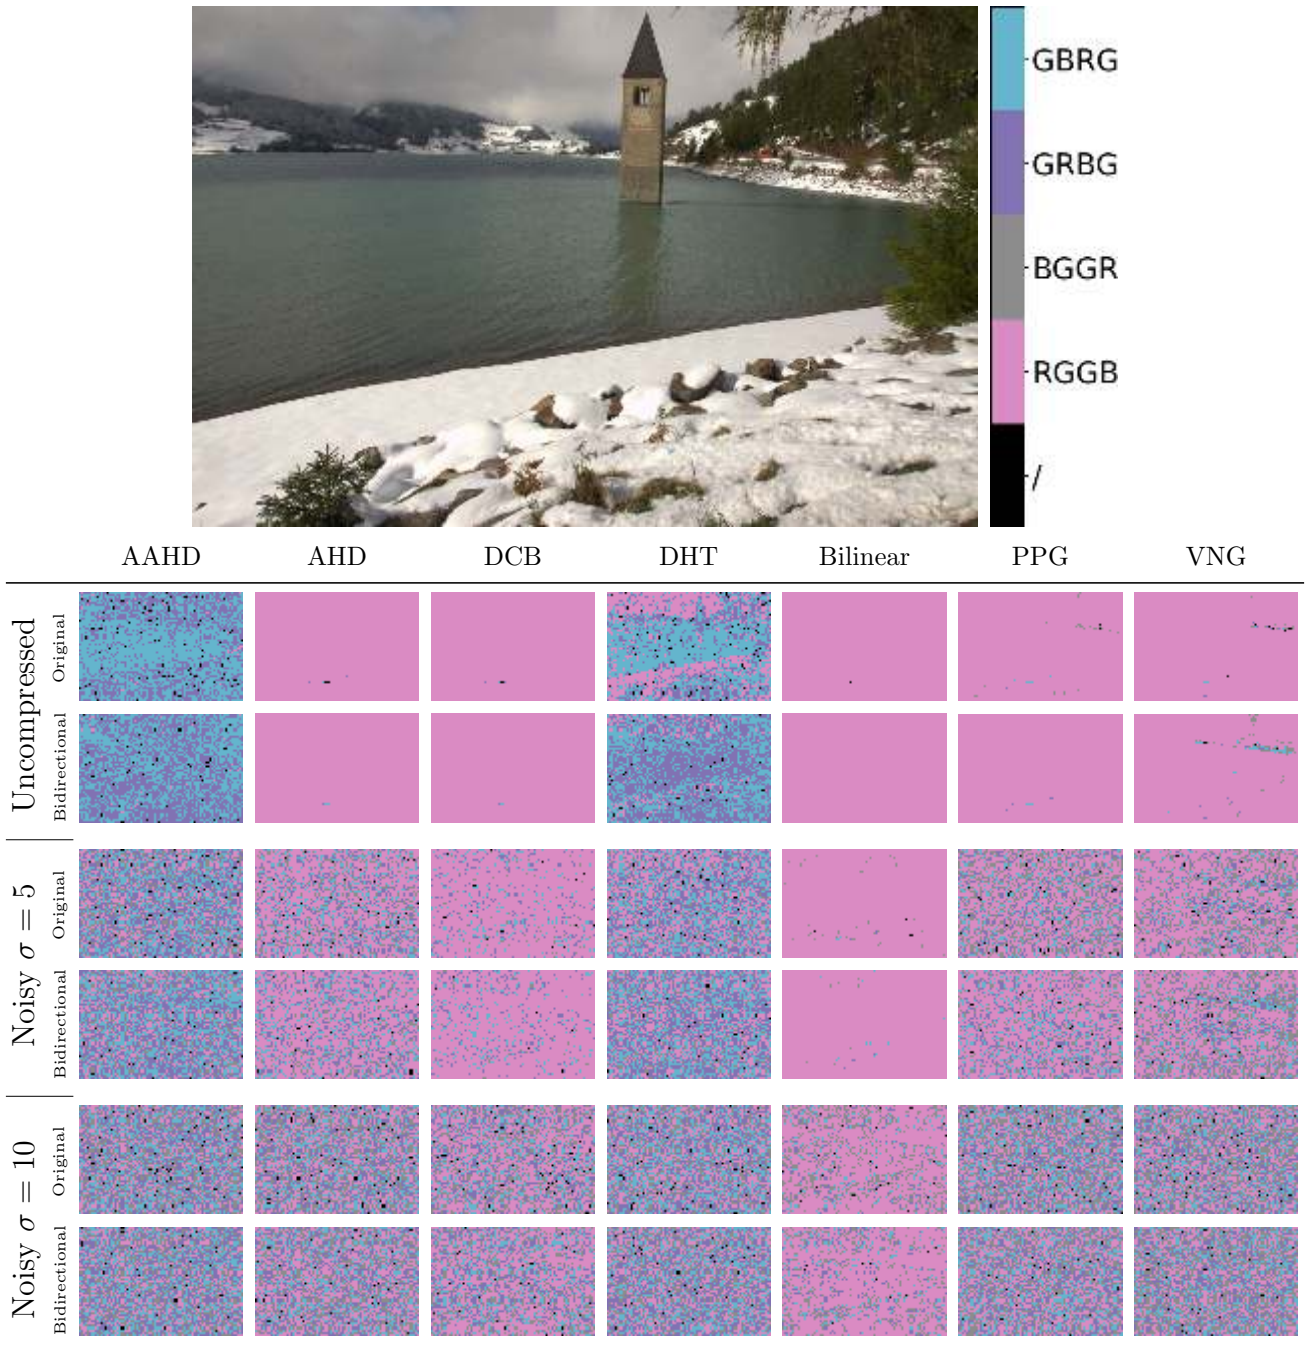 GBRG
GRBG
BGGR
RGGB
/
AAHD AHD DCB DHT Bilinear PPG VNG
Uncompressed
Original
Bidirectional
Noisy σ = 5
Original
Bidirectional
Noisy σ = 10
Original
Bidirectional